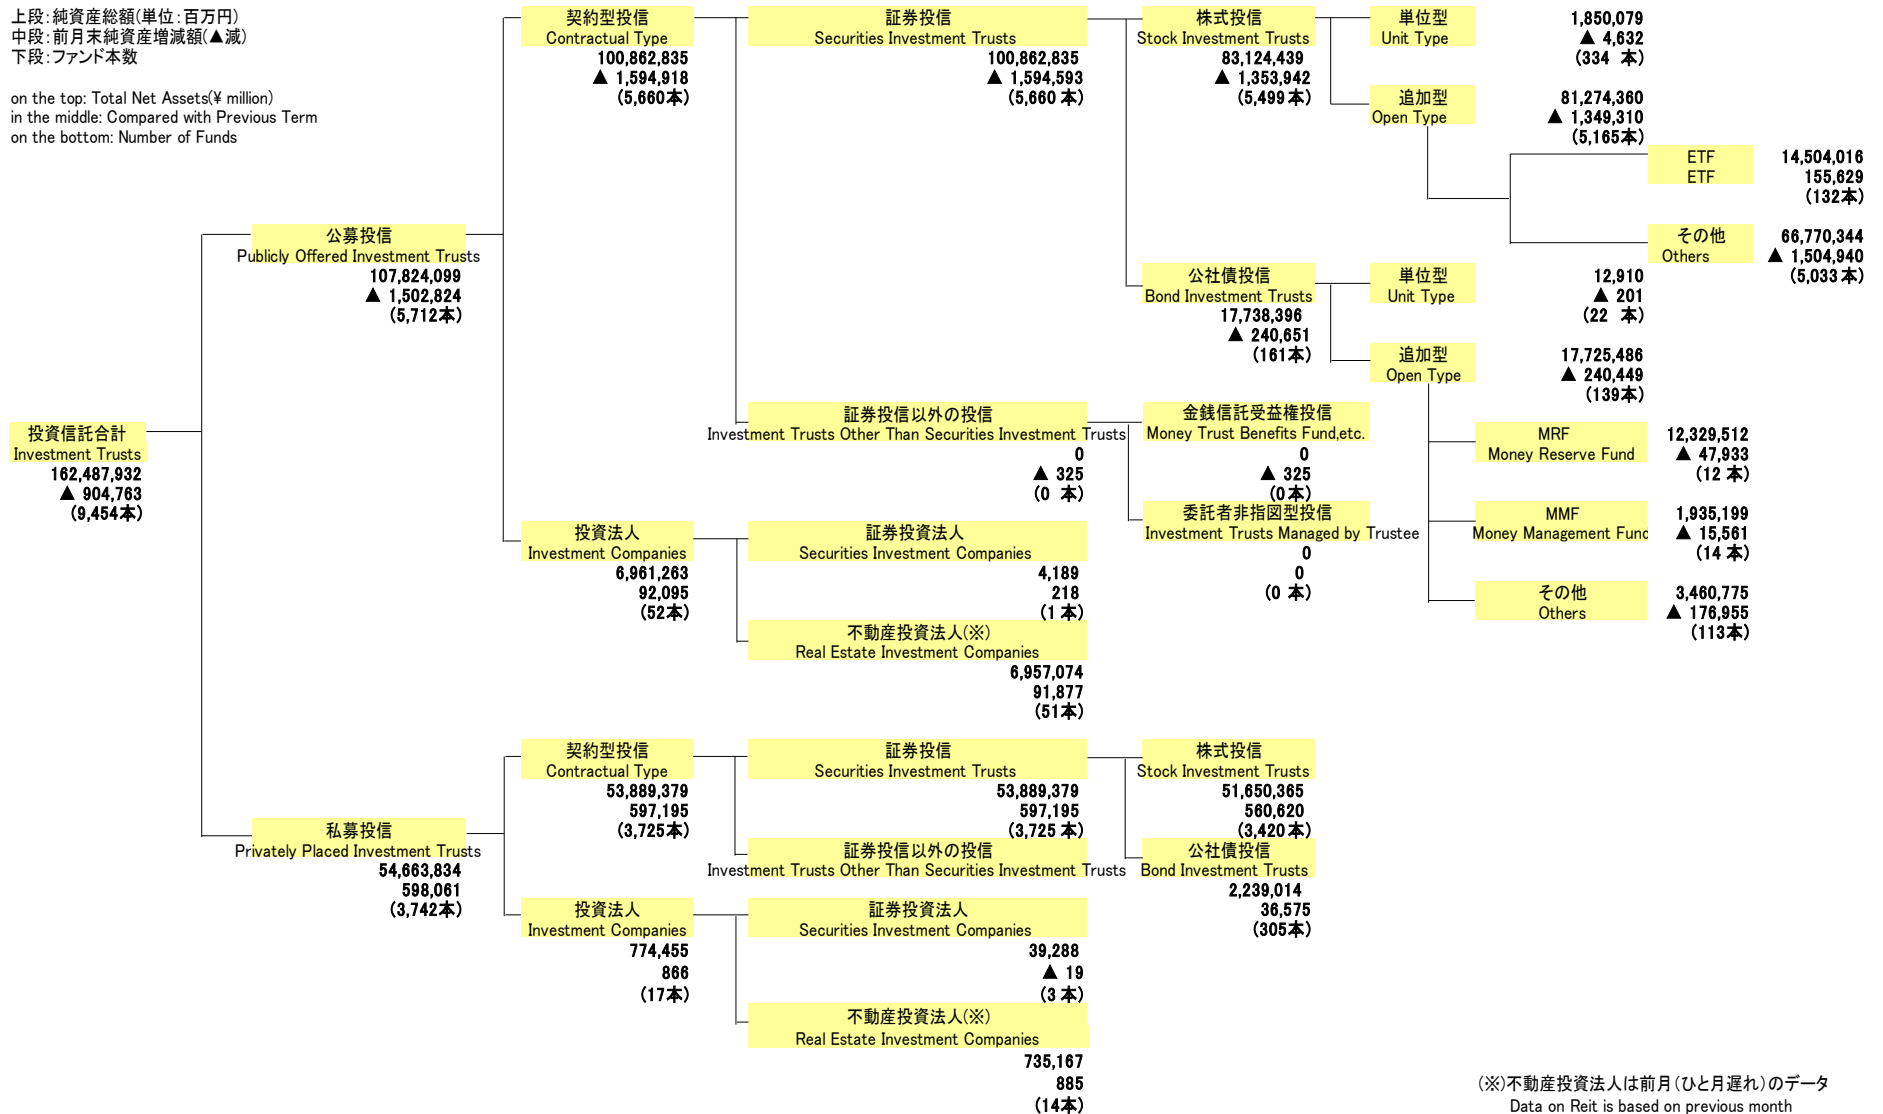 上段:純資産総額(単位:百万円)
中段:前月末純資産増減額(▲減)
下段:ファンド本数
on the top: Total Net Assets(¥ million)
in the middle: Compared with Previous Term
on the bottom: Number of Funds
投資信託合計
Investment Trusts
162,487,932
▲ 904,763
(9,454本)
公募投信
Publicly Offered Investment Trusts
107,824,099
▲ 1,502,824
(5,712本)
契約型投信
Contractual Type
100,862,835
▲ 1,594,918
(5,660本)
証券投信
Securities Investment Trusts
100,862,835
▲ 1,594,593
(5,660 本)
株式投信
Stock Investment Trusts
83,124,439
▲ 1,353,942
(5,499本)
単位型
Unit Type
1,850,079
▲ 4,632
(334 本)
追加型
Open Type
81,274,360
▲ 1,349,310
(5,165本)
ETF
ETF
14,504,016
155,629
(132本)
その他
Others
66,770,344
▲ 1,504,940
(5,033本)
公社債投信
Bond Investment Trusts
17,738,396
▲ 240,651
(161本)
単位型
Unit Type
12,910
▲ 201
(22 本)
追加型
Open Type
17,725,486
▲ 240,449
(139本)
MRF
Money Reserve Fund
12,329,512
▲ 47,933
(12 本)
MMF
Money Management Fund
1,935,199
▲ 15,561
(14 本)
その他
Others
3,460,775
▲ 176,955
(113本)
証券投信以外の投信
Investment Trusts Other Than Securities Investment Trusts
0
▲ 325
(0 本)
金銭信託受益権投信
Money Trust Benefits Fund,etc.
0
▲ 325
(0本)
委託者非指図型投信
Investment Trusts Managed by Trustee
0
0
(0 本)
投資法人
Investment Companies
6,961,263
92,095
(52本)
証券投資法人
Securities Investment Companies
4,189
218
(1 本)
不動産投資法人(※)
Real Estate Investment Companies
6,957,074
91,877
(51本)
私募投信
Privately Placed Investment Trusts
54,663,834
598,061
(3,742本)
契約型投信
Contractual Type
53,889,379
597,195
(3,725本)
証券投信
Securities Investment Trusts
53,889,379
597,195
(3,725 本)
株式投信
Stock Investment Trusts
51,650,365
560,620
(3,420本)
公社債投信
Bond Investment Trusts
2,239,014
36,575
(305本)
証券投信以外の投信
Investment Trusts Other Than Securities Investment Trusts
投資法人
Investment Companies
774,455
866
(17本)
証券投資法人
Securities Investment Companies
39,288
▲ 19
(3 本)
不動産投資法人(※)
Real Estate Investment Companies
735,167
885
(14本)
(※)不動産投資法人は前月(ひと月遅れ)のデータ
Data on Reit is based on previous month